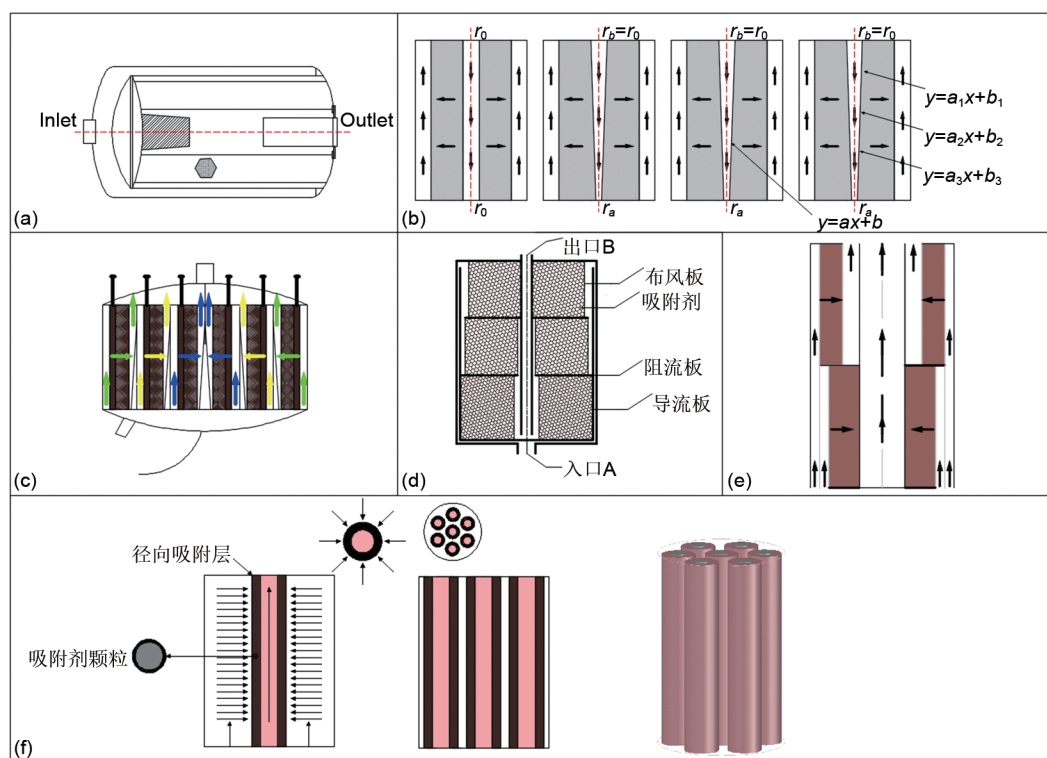 Inlet
Outlet
(a)
r0
rb=r0
rb=r0
rb=r0
y=a1x+b1
y=a2x+b2
y=a3x+b3
r0
ra
ra
ra
y=ax+b
(b)
(c)
出口B
布风板
吸附剂
阻流板
导流板
入口A
(d)
(e)
径向吸附层
吸附剂颗粒
(f)